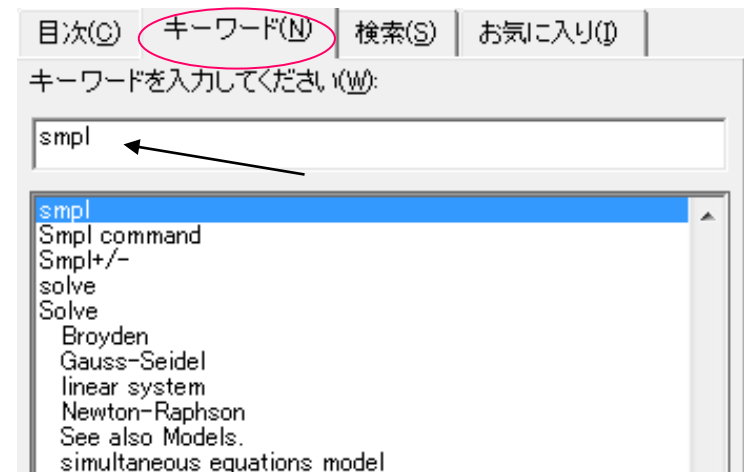 目次(C) キーワード(N) 検索(S) お気に入り(I)
キーワードを入力してください(W):
smpl
smpl
Smpl command
Smpl+/-
solve
Solve
Broyden
Gauss-Seidel
linear system
Newton-Raphson
See also Models.
simultaneous equations model